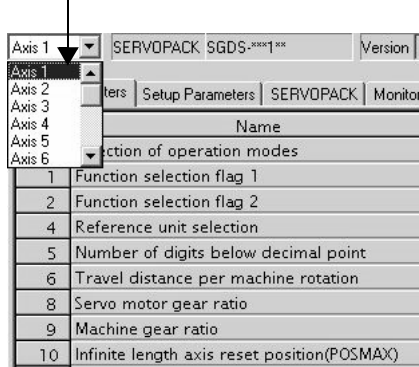 Axis 1 SERVOPACK SGDS-***1** Version
Axis 1
Axis 2 ters Setup Parameters SERVOPACK Monitor
Axis 3
Axis 4 Name
Axis 5
Axis 6 ction of operation modes
1 Function selection flag 1
2 Function selection flag 2
4 Reference unit selection
5 Number of digits below decimal point
6 Travel distance per machine rotation
8 Servo motor gear ratio
9 Machine gear ratio
10 Infinite length axis reset position(POSMAX)